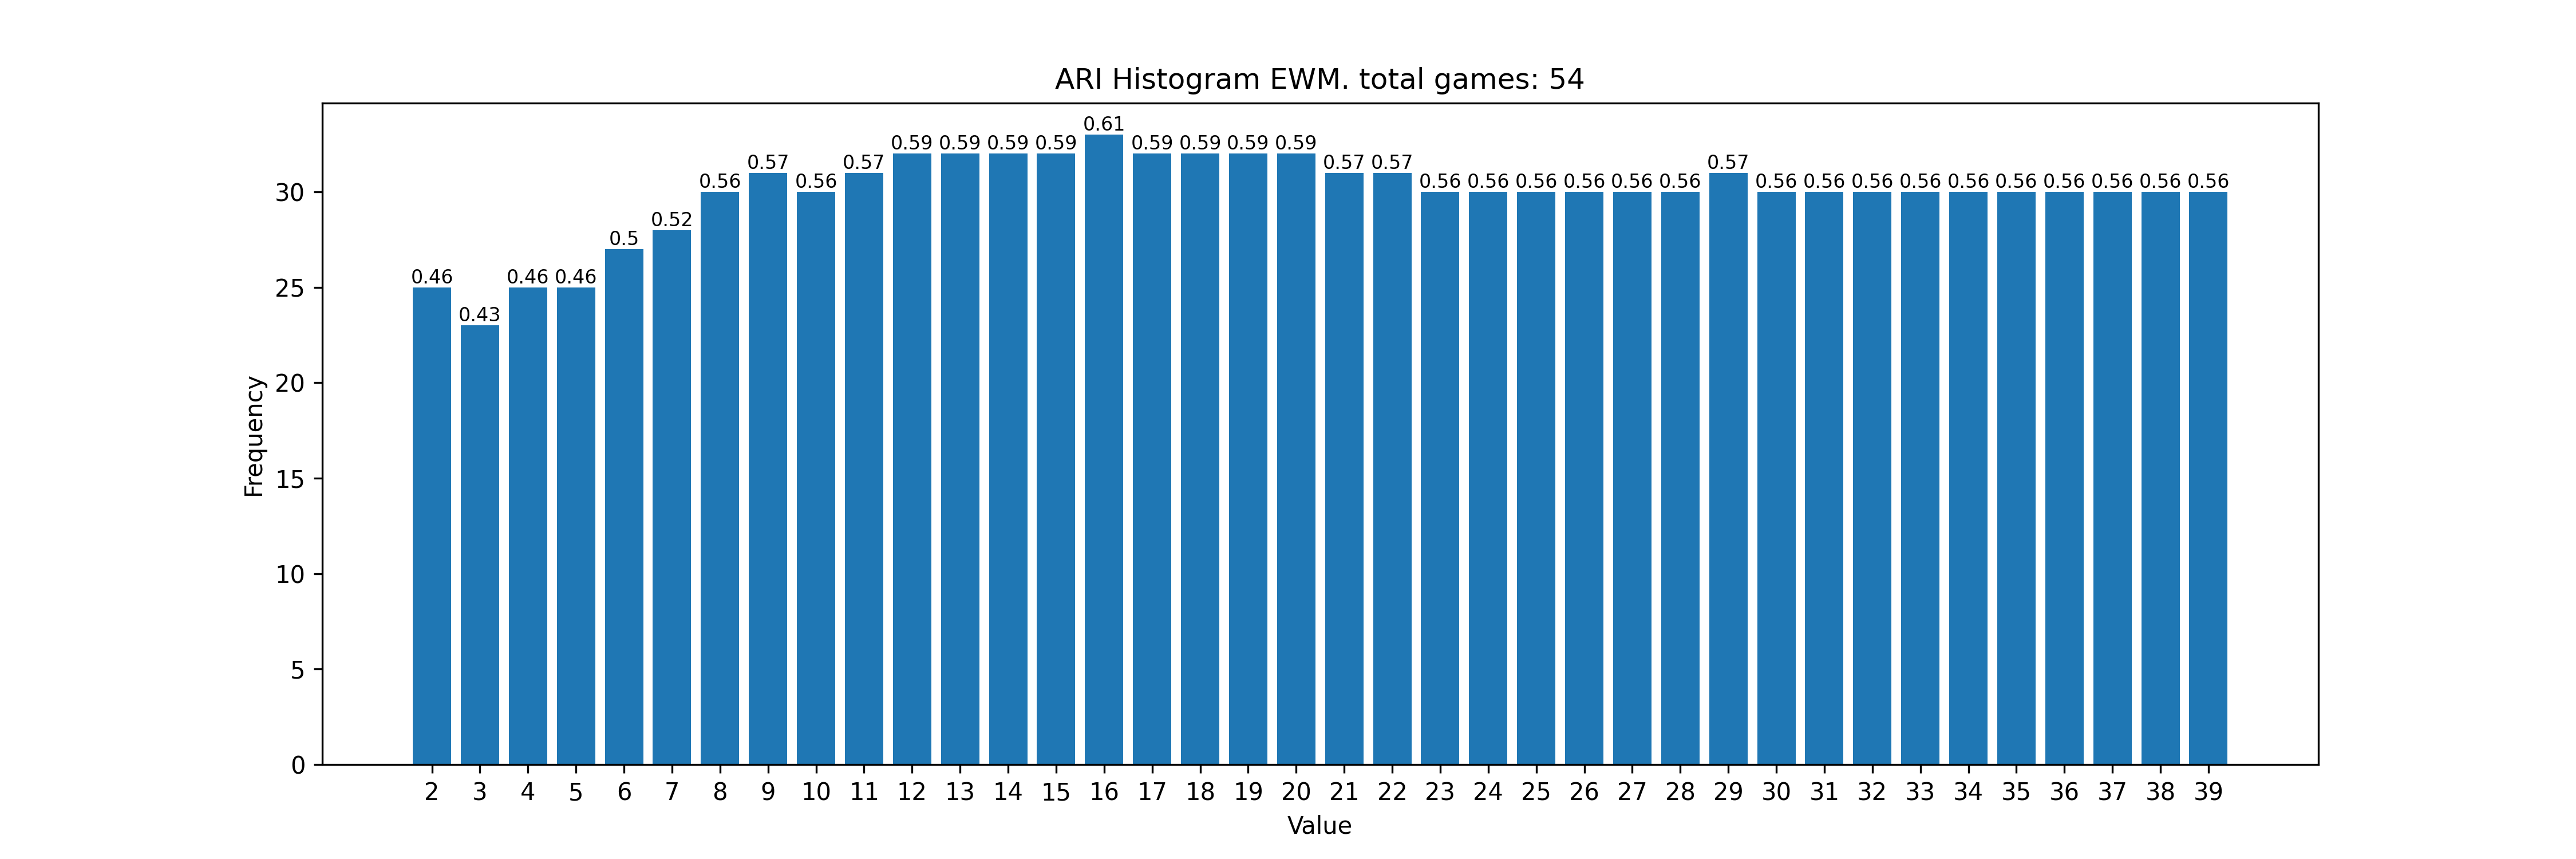 ARI Histogram EWM. total games: 54
0.46 0.43 0.46 0.46 0.5 0.52 0.56 0.57 0.56 0.57 0.59 0.59 0.59 0.59 0.61 0.59 0.59 0.59 0.59 0.57 0.57 0.56 0.56 0.56 0.56 0.56 0.56 0.57 0.56 0.56 0.56 0.56 0.56 0.56 0.56 0.56 0.56 0.56
30
25
20
15
10
5
0
Frequency
2 3 4 5 6 7 8 9 10 11 12 13 14 15 16 17 18 19 20 21 22 23 24 25 26 27 28 29 30 31 32 33 34 35 36 37 38 39
Value